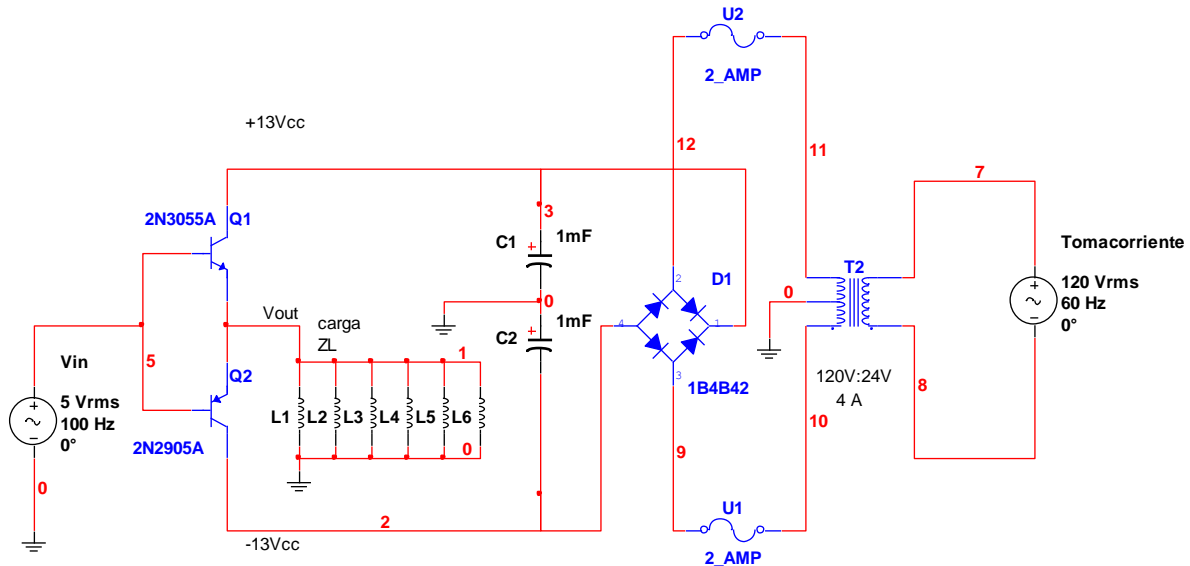 U2
2_AMP
+13Vcc
12
11
7
2N3055A
Q1
3
C1
+
1mF
D1
T2
Tomacorriente
+
120 Vrms
60 Hz
0°
2
0
0
Vout
carga
ZL
C2
+
1mF
4
1
5
1
3
1B4B42
120V:24V
4 A
8
Vin
Q2
+
5 Vrms
100 Hz
0°
2N2905A
L1
L2
L3
L4
L5
L6
0
9
10
0
2
-13Vcc
U1
2_AMP